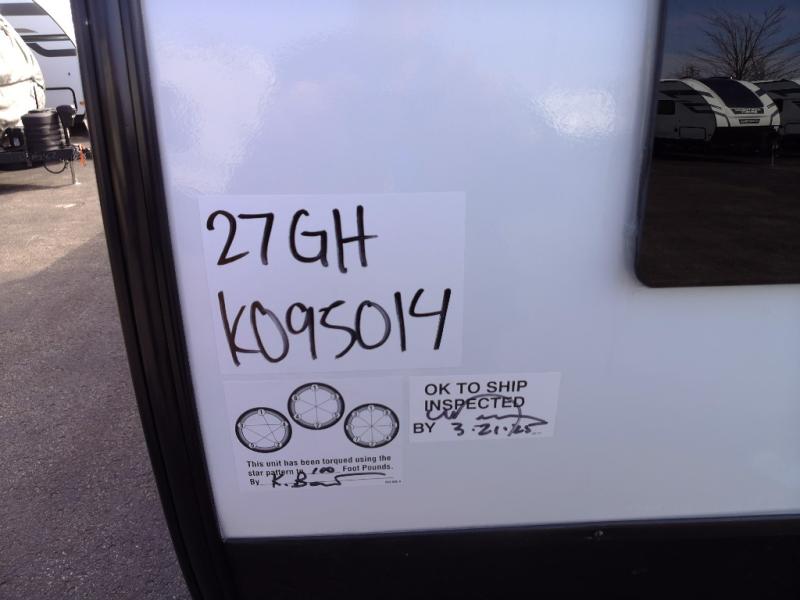 27GH
K095014
This unit has been torqued using the
star pattern to 100 Foot Pounds.
By K.
OK TO SHIP
INSPECTED
BY 3.21.25